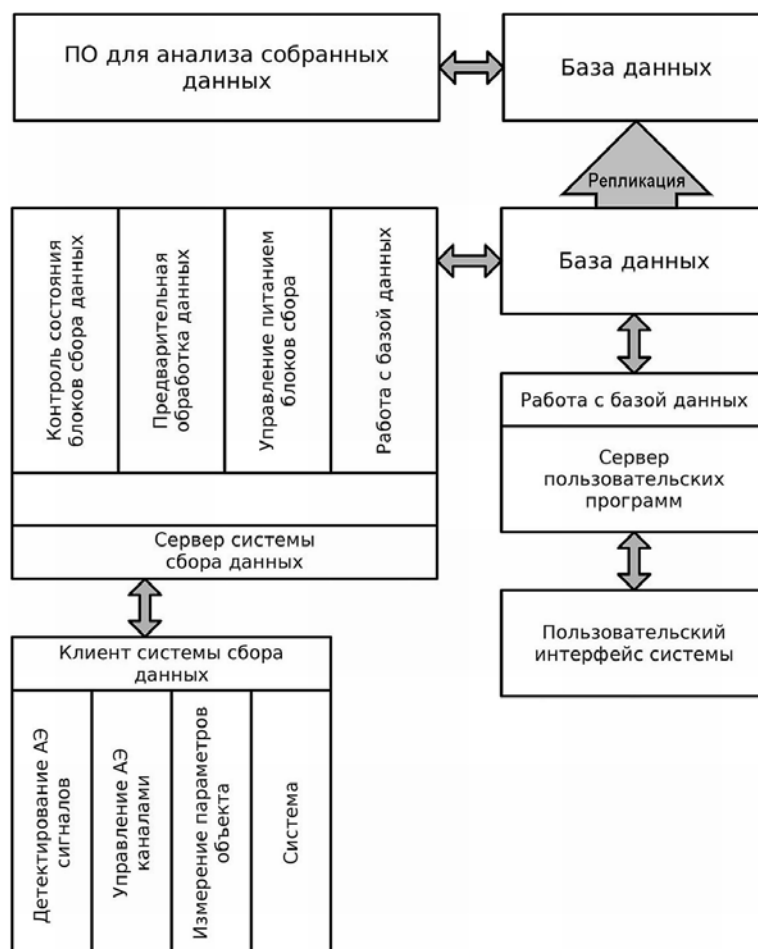 ПО для анализа собранных
данных
База данных
Репликация
Контроль состояния
блоков сбора данных
Предварительная
обработка данных
Управление питанием
блоков сбора
Работа с базой данных
База данных
Работа с базой данных
Сервер
пользовательских
программ
Сервер системы
сбора данных
Пользовательский
интерфейс системы
Клиент системы сбора
данных
Детектирование АЭ
сигналов
Управление АЭ
каналами
Измерение параметров
объекта
Система